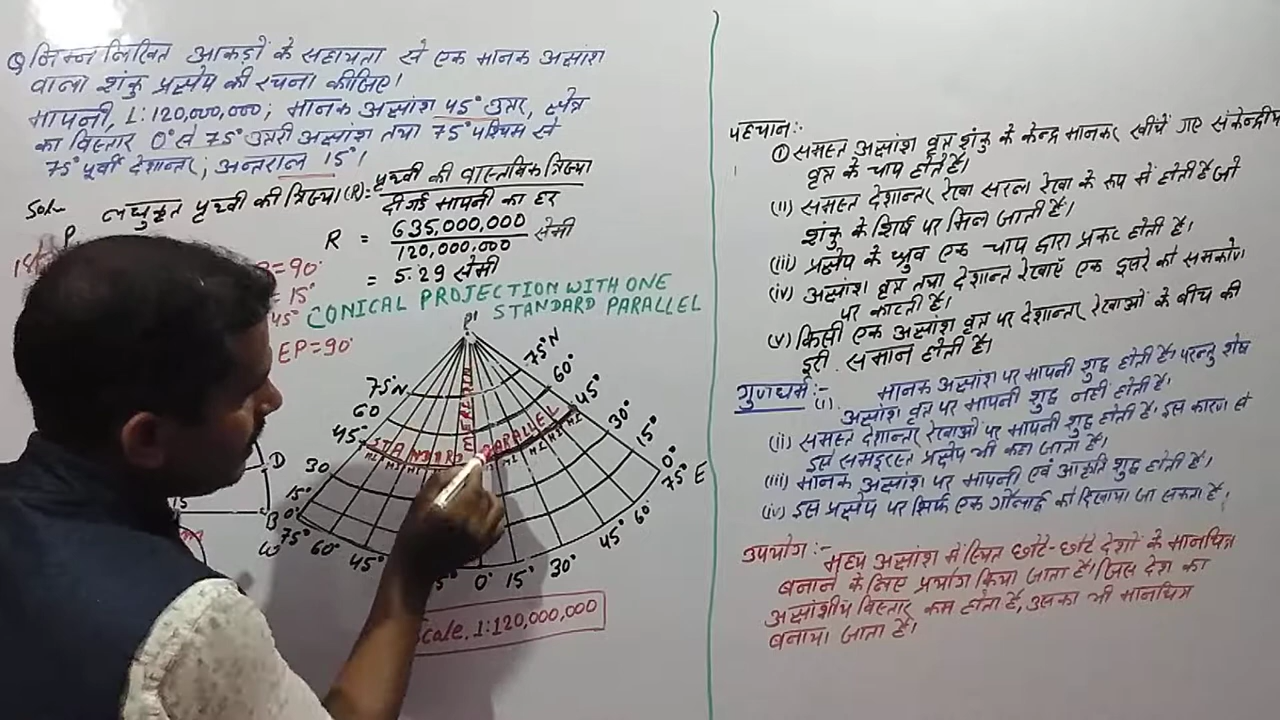 Q निम्न लिखित आकड़ों के सहायता से एक मानक अक्षांश
वाला शंकु प्रक्षेप की रचना कीजिए।
मापनी, 1:120,000,000; मानक अक्षांश 45° उत्तर, क्षेत्र
का विस्तार 0° से 75° उत्तरी अक्षांश तथा 75° पश्चिम से
75° पूर्वी देशान्तर; अन्तराल 15°।
Sol- लघुकृत पृथ्वी की त्रिज्या (R) = पृथ्वी की वास्तविक त्रिज्या
दी गई मापनी का हर
R = 635,000,000 सेमी
120,000,000
= 5.29 सेमी
= 90°
= 15°
45°
EP = 90°
CONICAL PROJECTION WITH ONE
STANDARD PARALLEL
P'
75°N 75°N
60 60°
45° 45°
STANDARD PARALLEL
30 30°
15° 15°
0° 0°
D
B
W 75° 60° 45° 0° 15° 30° 45° 60° 75° E
Scale. 1:120,000,000
पहचान:-
(i) समस्त अक्षांश वृत शंकु के केन्द्र मानकर खींचें गए संकेन्द्रीय
वृत के चाप होते हैं।
(ii) समस्त देशान्तर रेखा सरल रेखा के रूप में होती हैं जो
शंकु के शिर्ष पर मिल जाती है।
(iii) प्रक्षेप के ध्रुव एक चाप द्वारा प्रकट होती है।
(iv) अक्षांश वृत तथा देशान्त रेखाएँ एक दूसरे को समकोण
पर काटती है।
(v) किसी एक अक्षांश वृत पर देशान्तर रेखाओं के बीच की
दूरी समान होती है।
गुणधर्म:-
(i) मानक अक्षांश पर मापनी शुद्ध होती है। परन्तु शेष
अक्षांश वृत पर मापनी शुद्ध नहीं होती है।
(ii) समस्त देशान्तर रेखाओं पर मापनी शुद्ध होती है। इस कारण से
इसे समदूरस्त प्रक्षेप भी कहा जाता है।
(iii) मानक अक्षांश पर मापनी एवं आकृति शुद्ध होती है।
(iv) इस प्रक्षेप पर सिर्फ एक गोलार्द्ध को दिखाया जा सकता है।
उपयोग:-
मध्य अक्षांश में स्थित छोटे-छोटे देशों के मानचित्र
बनाने के लिए प्रयोग किया जाता है। जिस देश का
अक्षांशीय विस्तार कम होता है, उसका भी मानचित्र
बनाया जाता है।